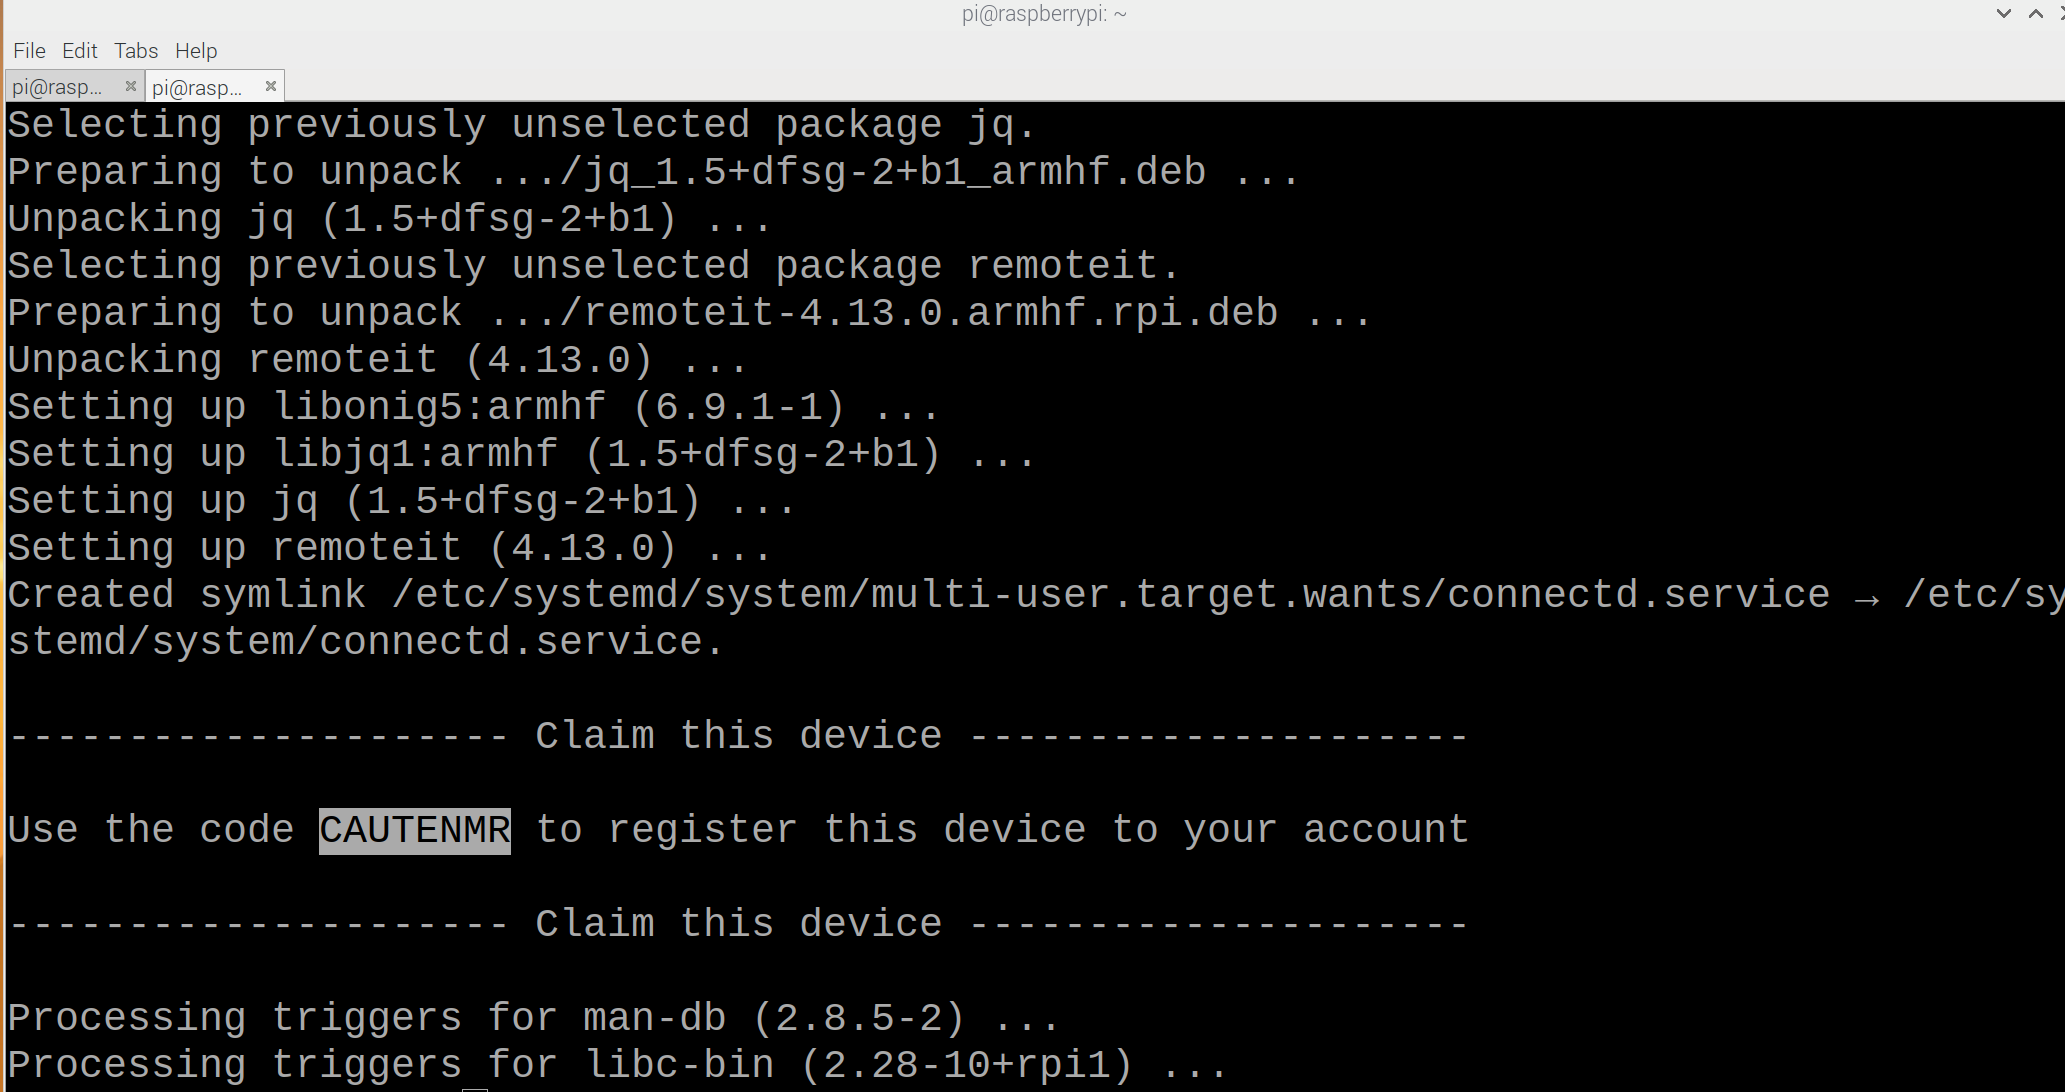 pi@raspberrypi: ~
File Edit Tabs Help
pi@rasp... pi@rasp...
Selecting previously unselected package jq.
Preparing to unpack .../jq_1.5+dfsg-2+b1_armhf.deb ...
Unpacking jq (1.5+dfsg-2+b1) ...
Selecting previously unselected package remoteit.
Preparing to unpack .../remoteit-4.13.0.armhf.rpi.deb ...
Unpacking remoteit (4.13.0) ...
Setting up libonig5:armhf (6.9.1-1) ...
Setting up libjq1:armhf (1.5+dfsg-2+b1) ...
Setting up jq (1.5+dfsg-2+b1) ...
Setting up remoteit (4.13.0) ...
Created symlink /etc/systemd/system/multi-user.target.wants/connectd.service → /etc/sy
stemd/system/connectd.service.
--------------------- Claim this device ---------------------
Use the code CAUTENMR to register this device to your account
--------------------- Claim this device ---------------------
Processing triggers for man-db (2.8.5-2) ...
Processing triggers for libc-bin (2.28-10+rpi1) ...